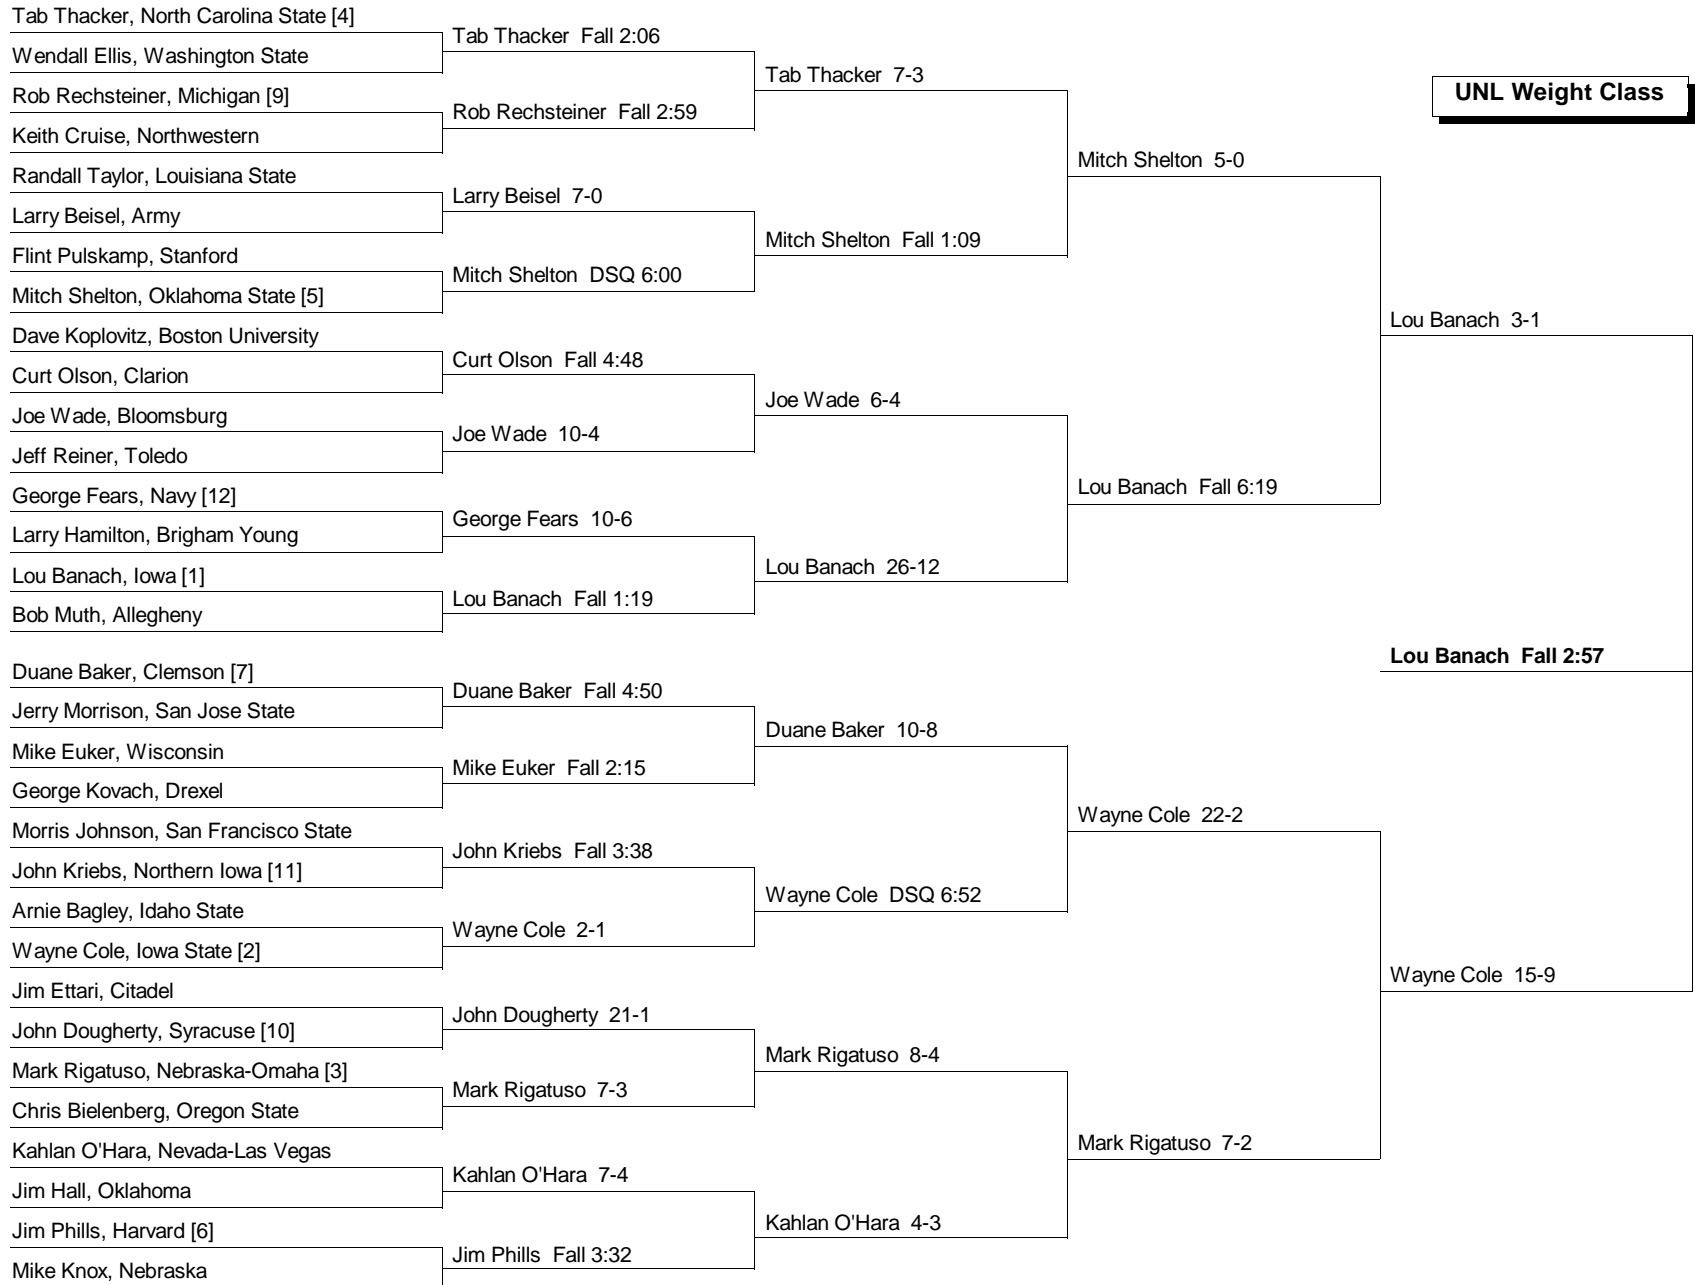 Tab Thacker, North Carolina State [4]
Wendall Ellis, Washington State
Rob Rechsteiner, Michigan [9]
Keith Cruise, Northwestern
Randall Taylor, Louisiana State
Larry Beisel, Army
Flint Pulskamp, Stanford
Mitch Shelton, Oklahoma State [5]
Dave Koplovitz, Boston University
Curt Olson, Clarion
Joe Wade, Bloomsburg
Jeff Reiner, Toledo
George Fears, Navy [12]
Larry Hamilton, Brigham Young
Lou Banach, Iowa [1]
Bob Muth, Allegheny
Duane Baker, Clemson [7]
Jerry Morrison, San Jose State
Mike Euker, Wisconsin
George Kovach, Drexel
Morris Johnson, San Francisco State
John Kriebs, Northern Iowa [11]
Arnie Bagley, Idaho State
Wayne Cole, Iowa State [2]
Jim Ettari, Citadel
John Dougherty, Syracuse [10]
Mark Rigatuso, Nebraska-Omaha [3]
Chris Bielenberg, Oregon State
Kahlan O'Hara, Nevada-Las Vegas
Jim Hall, Oklahoma
Jim Phills, Harvard [6]
Mike Knox, Nebraska
Tab Thacker Fall 2:06
Rob Rechsteiner Fall 2:59
Larry Beisel 7-0
Mitch Shelton DSQ 6:00
Curt Olson Fall 4:48
Joe Wade 10-4
George Fears 10-6
Lou Banach Fall 1:19
Duane Baker Fall 4:50
Mike Euker Fall 2:15
John Kriebs Fall 3:38
Wayne Cole 2-1
John Dougherty 21-1
Mark Rigatuso 7-3
Kahlan O'Hara 7-4
Jim Phills Fall 3:32
Tab Thacker 7-3
Mitch Shelton Fall 1:09
Joe Wade 6-4
Lou Banach 26-12
Duane Baker 10-8
Wayne Cole DSQ 6:52
Mark Rigatuso 8-4
Kahlan O'Hara 4-3
Mitch Shelton 5-0
Lou Banach Fall 6:19
Wayne Cole 22-2
Mark Rigatuso 7-2
UNL Weight Class
Lou Banach 3-1
Lou Banach Fall 2:57
Wayne Cole 15-9